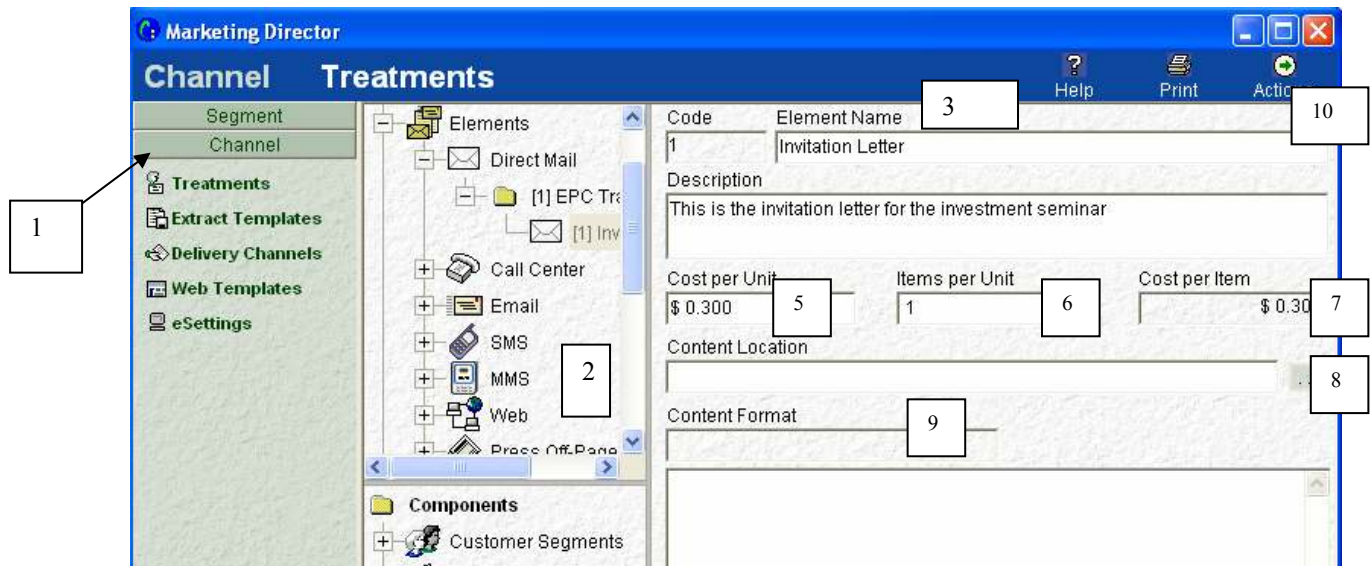 Marketing Director
Channel Treatments
Help
Print
3
10
Segment
Channel
Treatments
Extract Templates
Delivery Channels
Web Templates
eSettings
1
Elements
Direct Mail
[1] EPC Tra
[1] Inv
Call Center
Email
SMS
MMS
Web
Press Off-Page
2
Components
Customer Segments
Code
Element Name
1
Invitation Letter
Description
This is the invitation letter for the investment seminar
Cost per Unit
Items per Unit
Cost per Item
$ 0.300
5
1
6
$ 0.30
7
Content Location
8
Content Format
9